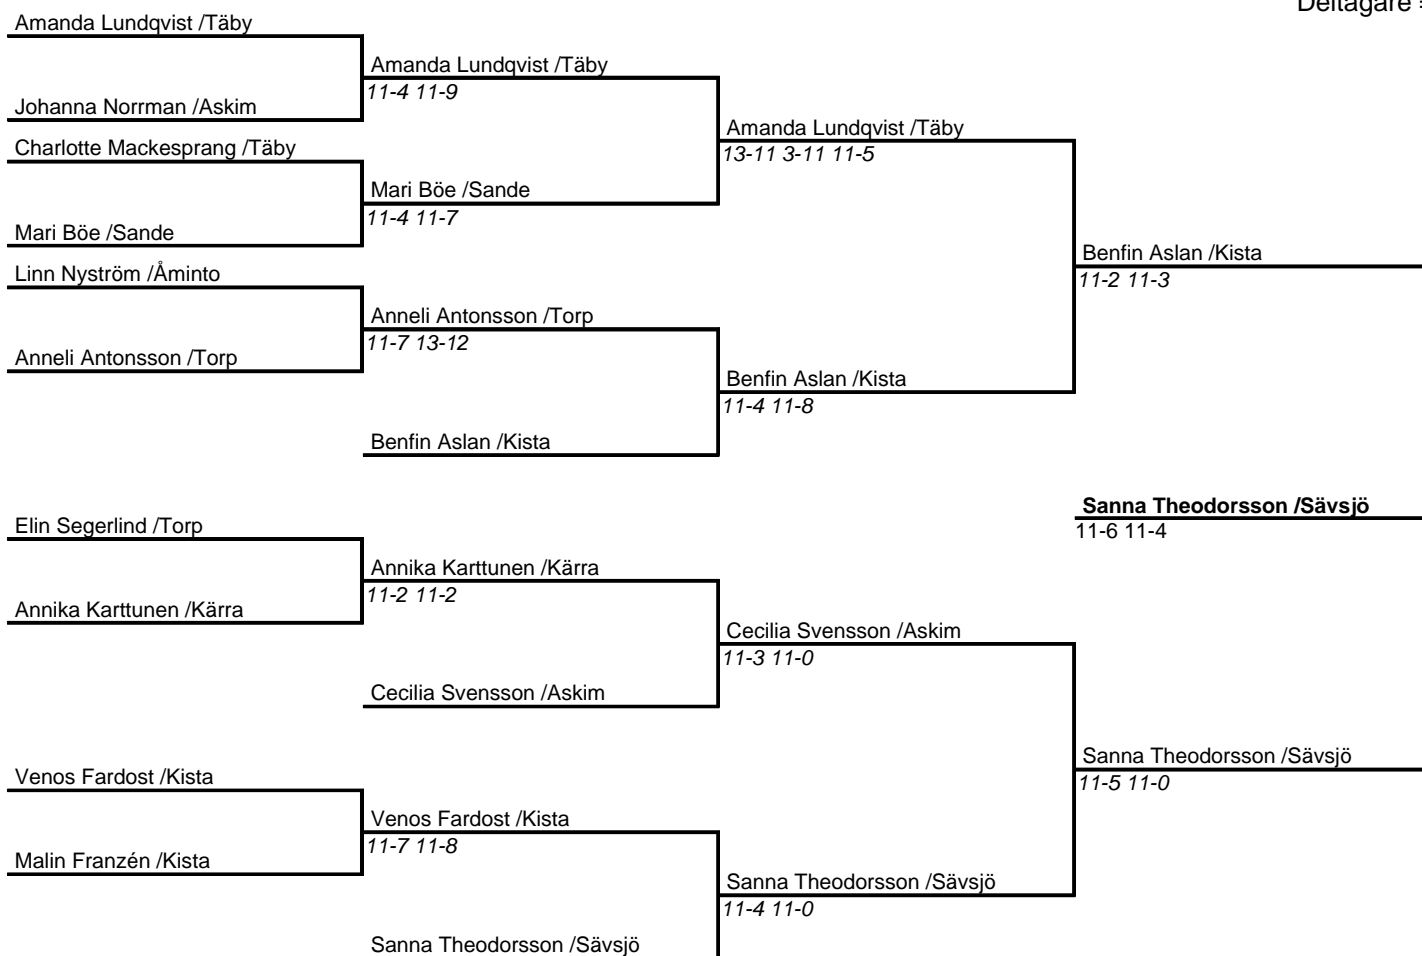 Deltagare
Amanda Lundqvist /Täby
Amanda Lundqvist /Täby
11-4 11-9
Johanna Norrman /Askim
Amanda Lundqvist /Täby
13-11 3-11 11-5
Charlotte Mackesprang /Täby
Mari Böe /Sande
11-4 11-7
Mari Böe /Sande
Benfin Aslan /Kista
11-2 11-3
Linn Nyström /Åminto
Anneli Antonsson /Torp
11-7 13-12
Anneli Antonsson /Torp
Benfin Aslan /Kista
11-4 11-8
Benfin Aslan /Kista
Sanna Theodorsson /Sävsjö
11-6 11-4
Elin Segerlind /Torp
Annika Karttunen /Kärra
11-2 11-2
Annika Karttunen /Kärra
Cecilia Svensson /Askim
11-3 11-0
Cecilia Svensson /Askim
Sanna Theodorsson /Sävsjö
11-5 11-0
Venos Fardost /Kista
Venos Fardost /Kista
11-7 11-8
Malin Franzén /Kista
Sanna Theodorsson /Sävsjö
11-4 11-0
Sanna Theodorsson /Sävsjö